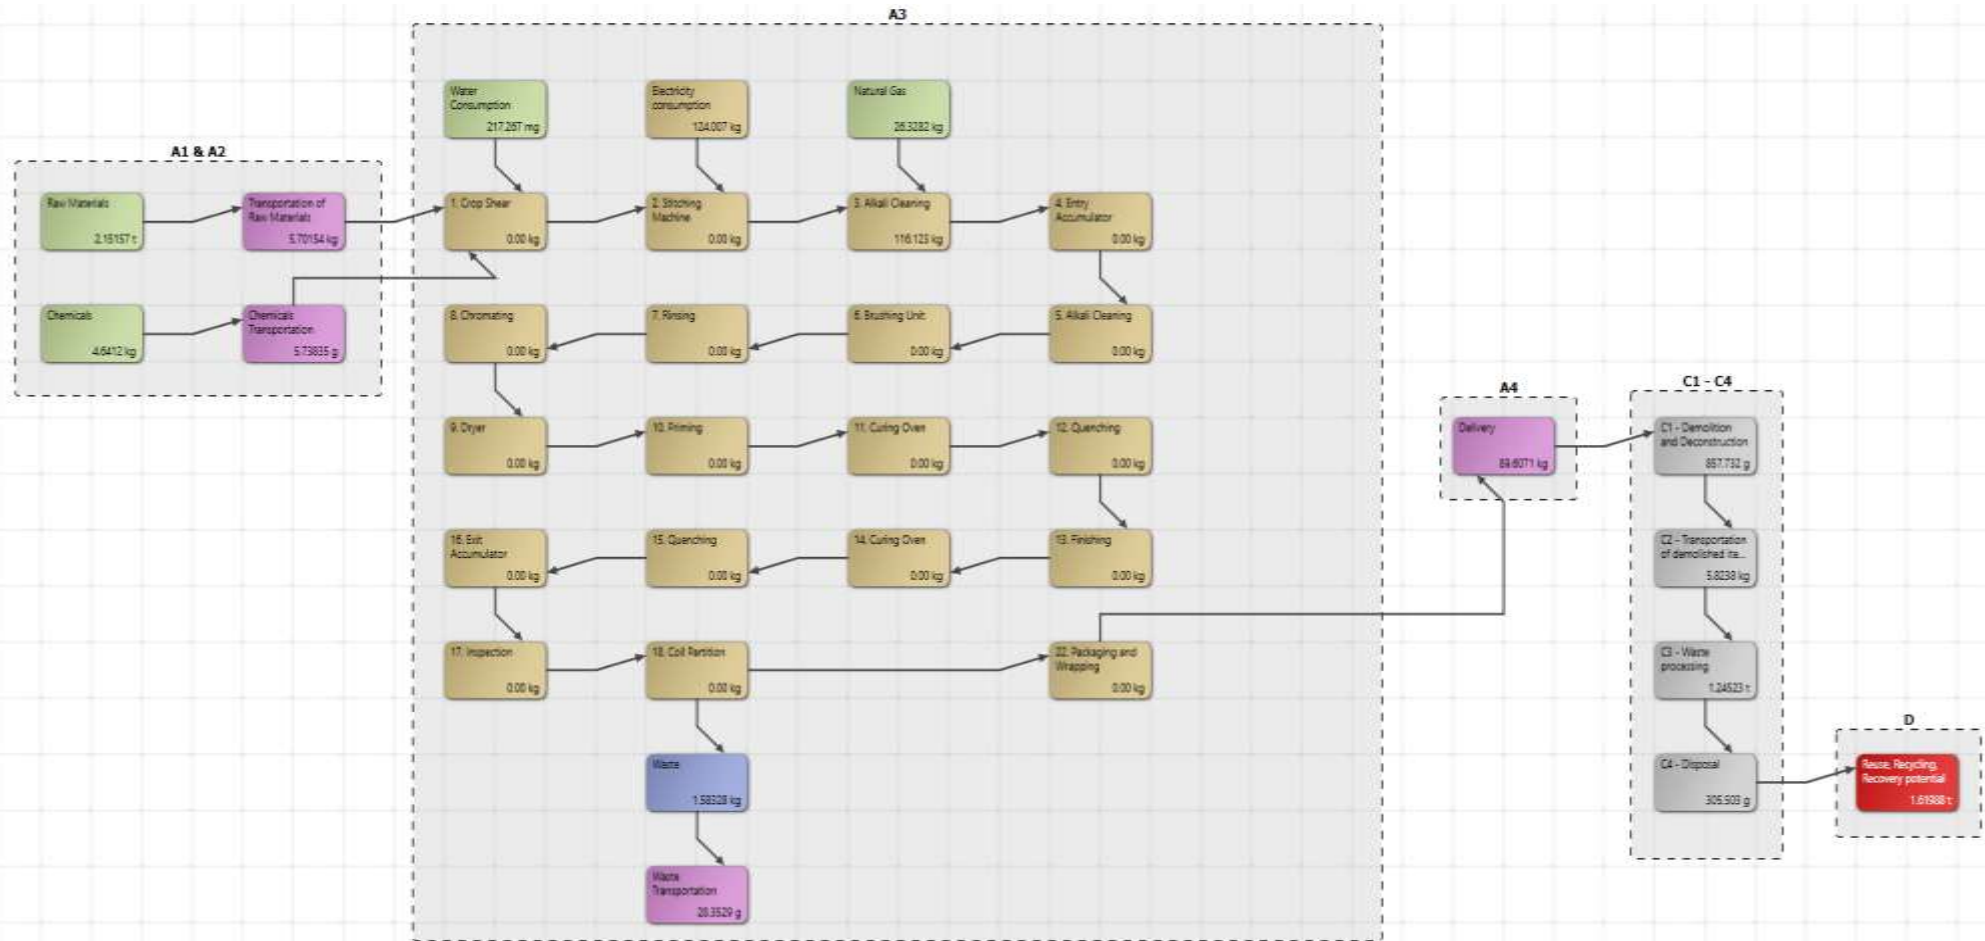 A3
Water
Consumption
217.267 mg
Electricity
consumption
124.007 kg
Natural Gas
26.3282 kg
A1 & A2
Raw Materials
2.15157 t
Transportation of
Raw Materials
5.70154 kg
1. Crop Shear
0.00 kg
2. Stitching
Machine
0.00 kg
3. Alkali Cleaning
116.123 kg
4. Entry
Accumulator
0.00 kg
Chemicals
4.6412 kg
Chemicals
Transportation
5.73835 g
8. Chromating
0.00 kg
7. Rinsing
0.00 kg
6. Brushing Unit
0.00 kg
5. Alkali Cleaning
0.00 kg
9. Dryer
0.00 kg
10. Priming
0.00 kg
11. Curing Oven
0.00 kg
12. Quenching
0.00 kg
A4
Delivery
89.6071 kg
C1 - C4
C1 - Demolition
and Deconstruction
857.732 g
16. Exit
Accumulator
0.00 kg
15. Quenching
0.00 kg
14. Curing Oven
0.00 kg
13. Finishing
0.00 kg
C2 - Transportation
of demolished ite...
5.8238 kg
17. Inspection
0.00 kg
18. Coil Partition
0.00 kg
22. Packaging and
Wrapping
0.00 kg
C3 - Waste
processing
1.24523 t
Waste
1.58328 kg
C4 - Disposal
305.503 g
D
Reuse, Recycling,
Recovery potential
1.61988 t
Waste
Transportation
28.3529 g